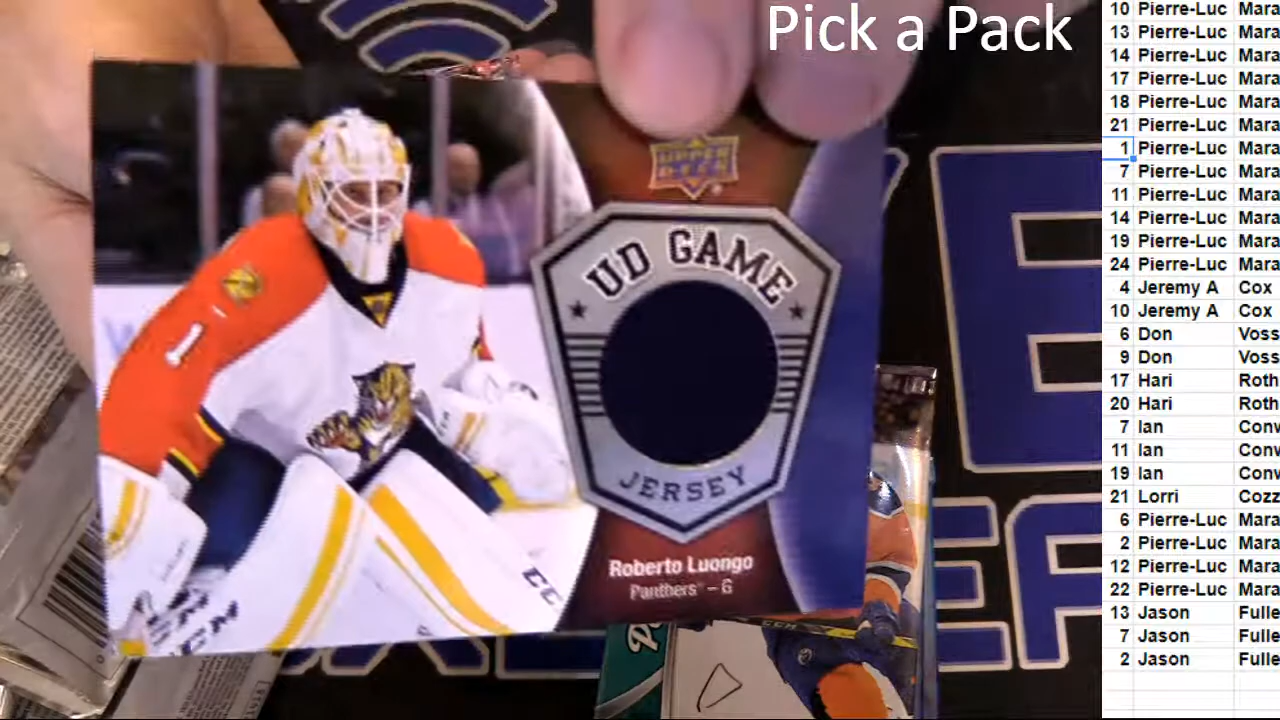 Pick a Pack
UPPER
DECK
UD GAME
JERSEY
Roberto Luongo
Panthers - G
1
CCM
CCM
10 Pierre-Luc Mara
13 Pierre-Luc Mara
14 Pierre-Luc Mara
17 Pierre-Luc Mara
18 Pierre-Luc Mara
21 Pierre-Luc Mara
1 Pierre-Luc Mara
7 Pierre-Luc Mara
11 Pierre-Luc Mara
14 Pierre-Luc Mara
19 Pierre-Luc Mara
24 Pierre-Luc Mara
4 Jeremy A Cox
10 Jeremy A Cox
6 Don Voss
9 Don Voss
17 Hari Roth
20 Hari Roth
7 Ian Conv
11 Ian Conv
19 Ian Conv
21 Lorri Cozz
6 Pierre-Luc Mara
2 Pierre-Luc Mara
12 Pierre-Luc Mara
22 Pierre-Luc Mara
13 Jason Fulle
7 Jason Fulle
2 Jason Fulle